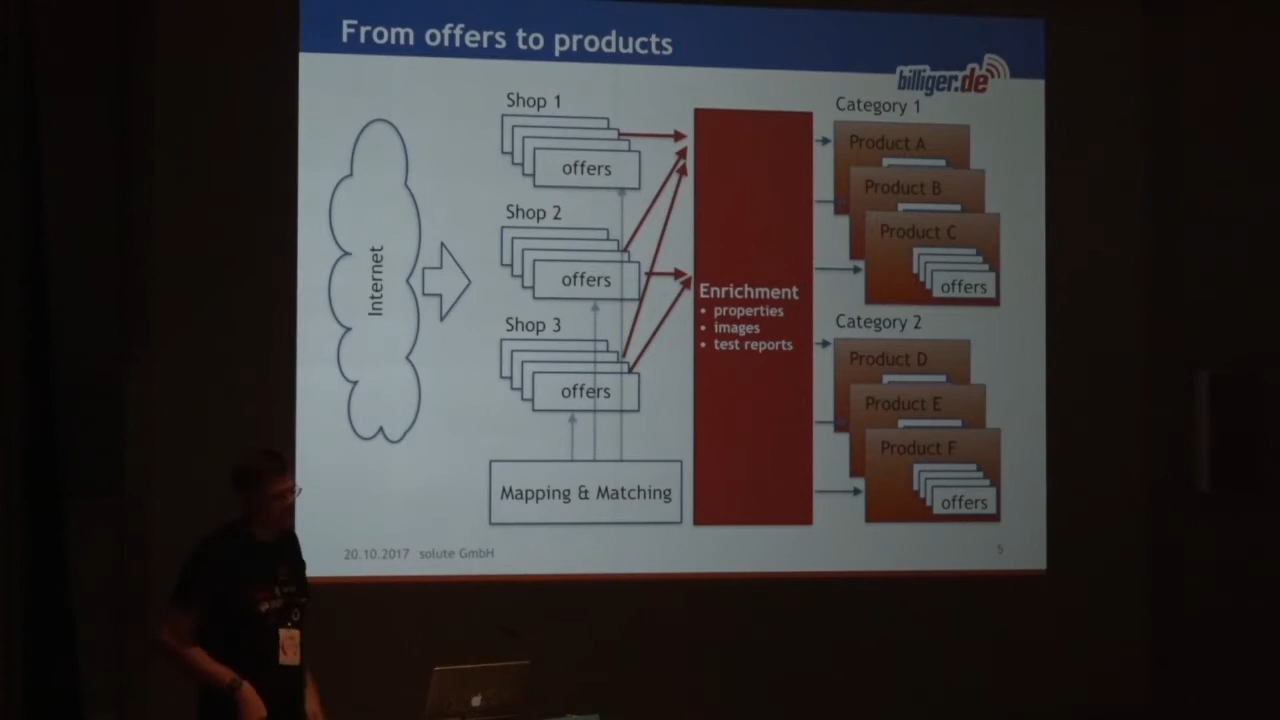 From offers to products
billiger.de
Internet
Shop 1
offers
Shop 2
offers
Shop 3
offers
Mapping & Matching
Enrichment
• properties
• images
• test reports
Category 1
Product A
Product B
Product C
offers
Category 2
Product D
Product E
Product F
offers
20.10.2017 solute GmbH
5